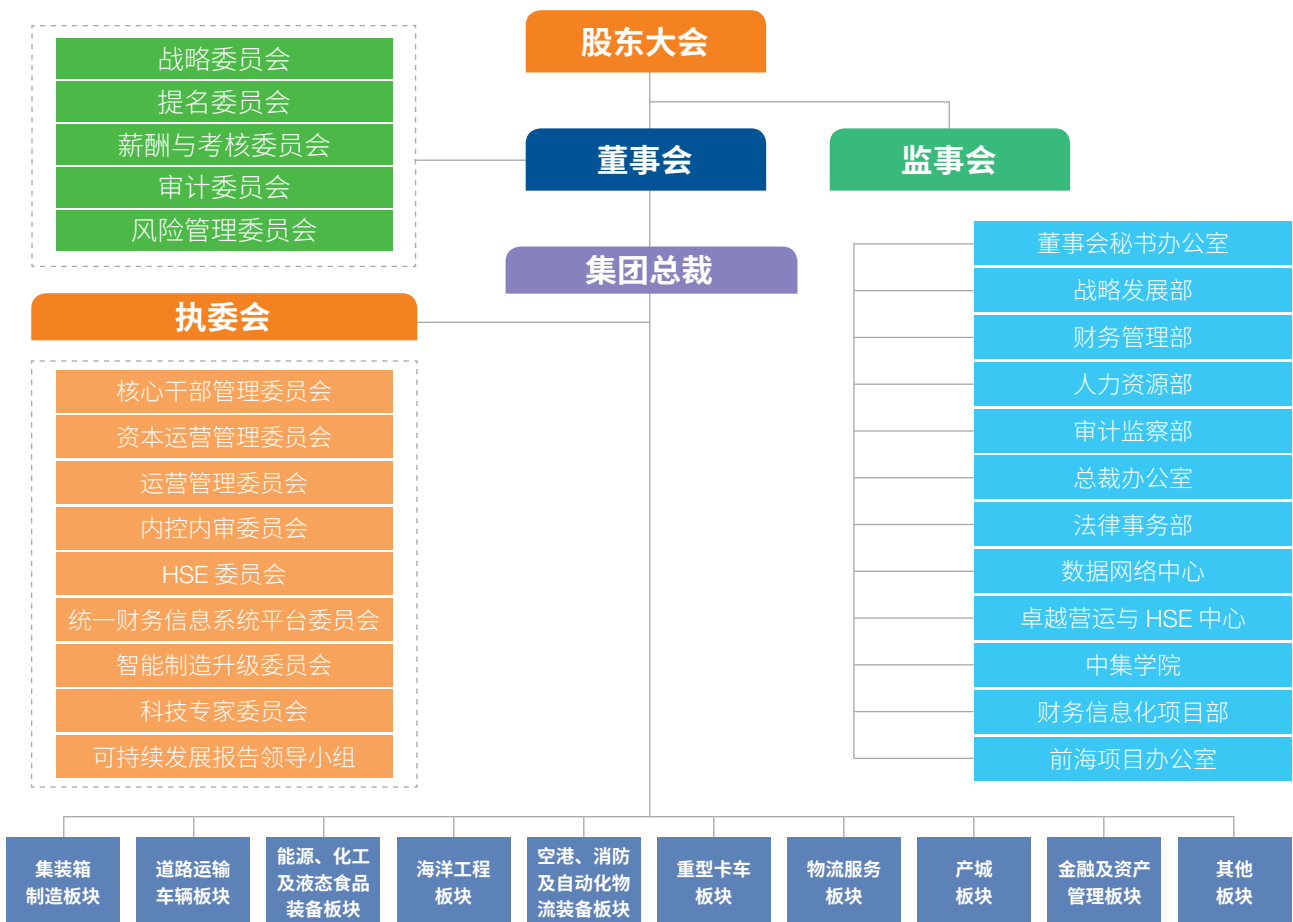 股东大会
战略委员会
提名委员会
薪酬与考核委员会
审计委员会
风险管理委员会
董事会
监事会
集团总裁
执委会
核心干部管理委员会
资本运营管理委员会
运营管理委员会
内控内审委员会
HSE 委员会
统一财务信息系统平台委员会
智能制造升级委员会
科技专家委员会
可持续发展报告领导小组
董事会秘书办公室
战略发展部
财务管理部
人力资源部
审计监察部
总裁办公室
法律事务部
数据网络中心
卓越营运与 HSE 中心
中集学院
财务信息化项目部
前海项目办公室
集装箱
制造板块
道路运输
车辆板块
能源、化工
及液态食品
装备板块
海洋工程
板块
空港、消防
及自动化物
流装备板块
重型卡车
板块
物流服务
板块
产城
板块
金融及资产
管理板块
其他
板块